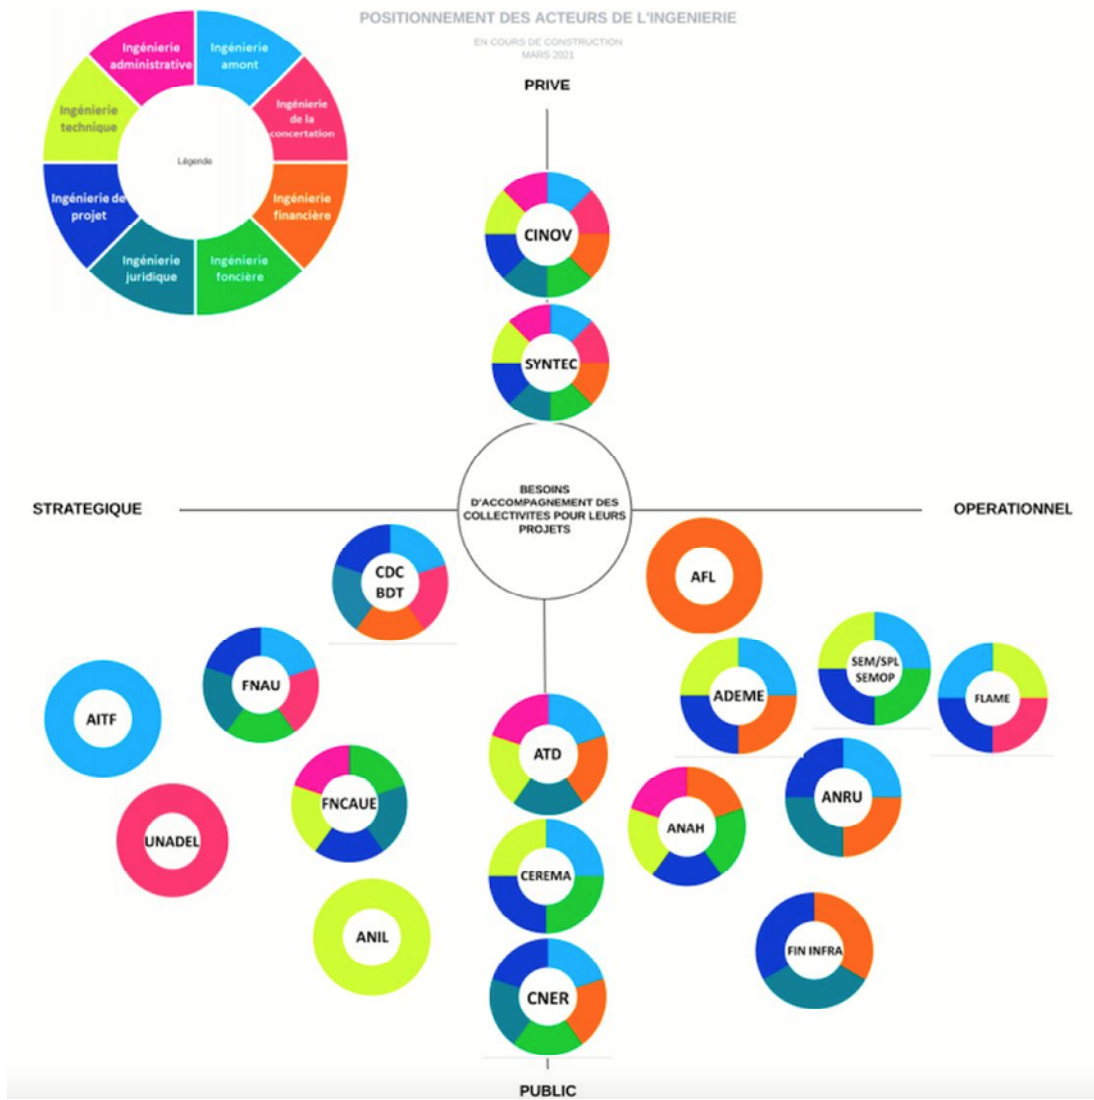 POSITIONNEMENT DES ACTEURS DE L'INGENIERIE
EN COURS DE CONSTRUCTION
MARS 2021
Ingénierie
administrative
Ingénierie
amont
Ingénierie
de la
concertation
Ingénierie
technique
Légende
Ingénierie de
projet
Ingénierie
financière
Ingénierie
juridique
Ingénierie
foncière
PRIVE
CINOV
SYNTEC
BESOINS
D'ACCOMPAGNEMENT DES
COLLECTIVITES POUR LEURS
PROJETS
STRATEGIQUE
OPERATIONNEL
CDC
BDT
AFL
FNAU
AITF
ADEME
SEM/SPL
SEMOP
FLAME
ATD
FNCAUE
UNADEL
ANAH
ANRU
CEREMA
ANIL
FIN INFRA
CNER
PUBLIC